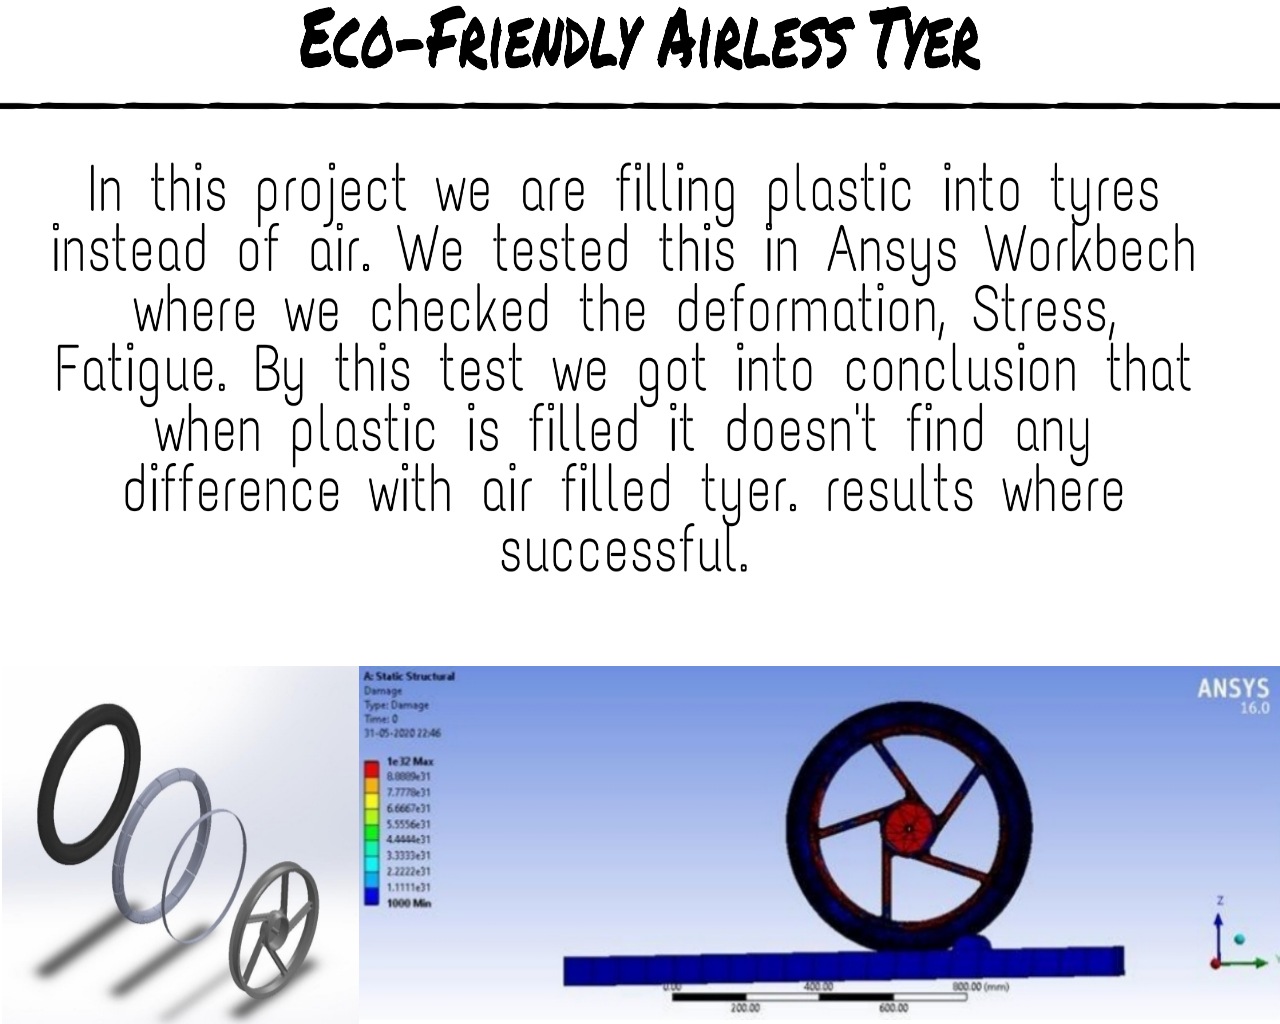 Eco-Friendly Airless Tyer
In this project we are filling plastic into tyres
instead of air. We tested this in Ansys Workbech
where we checked the deformation, Stress,
Fatigue. By this test we got into conclusion that
when plastic is filled it doesn't find any
difference with air filled tyer. results where
successful.
A: Static Structural
Damage
Type: Damage
Time: 0
31-05-2020 22:46
1e32 Max
8.8889e31
7.7778e31
6.6667e31
5.5556e31
4.4444e31
3.3333e31
2.2222e31
1.1111e31
1000 Min
ANSYS
16.0
Z
Y
0.00 400.00 800.00 (mm)
200.00 600.00